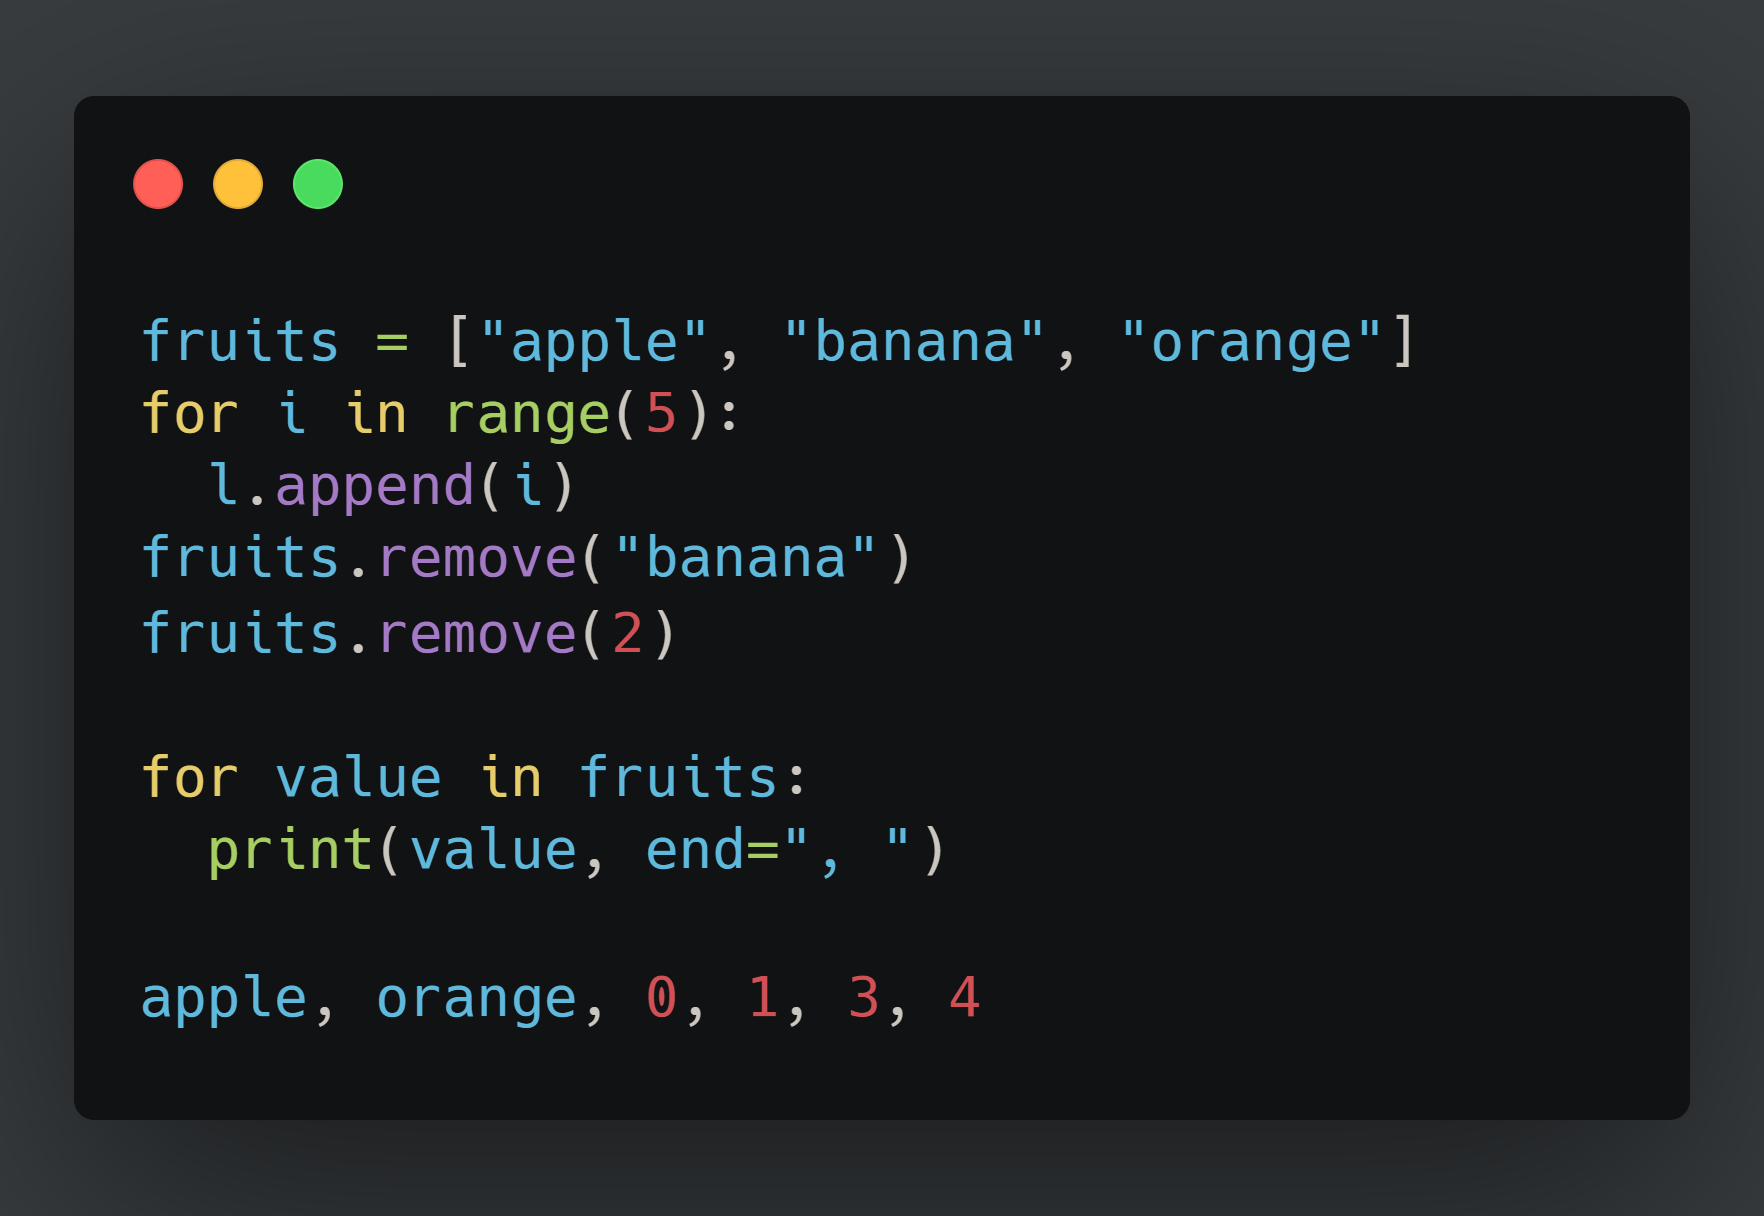 fruits = ["apple", "banana", "orange"]
for i in range(5):
  l.append(i)
fruits.remove("banana")
fruits.remove(2)

for value in fruits:
  print(value, end=", ")

apple, orange, 0, 1, 3, 4